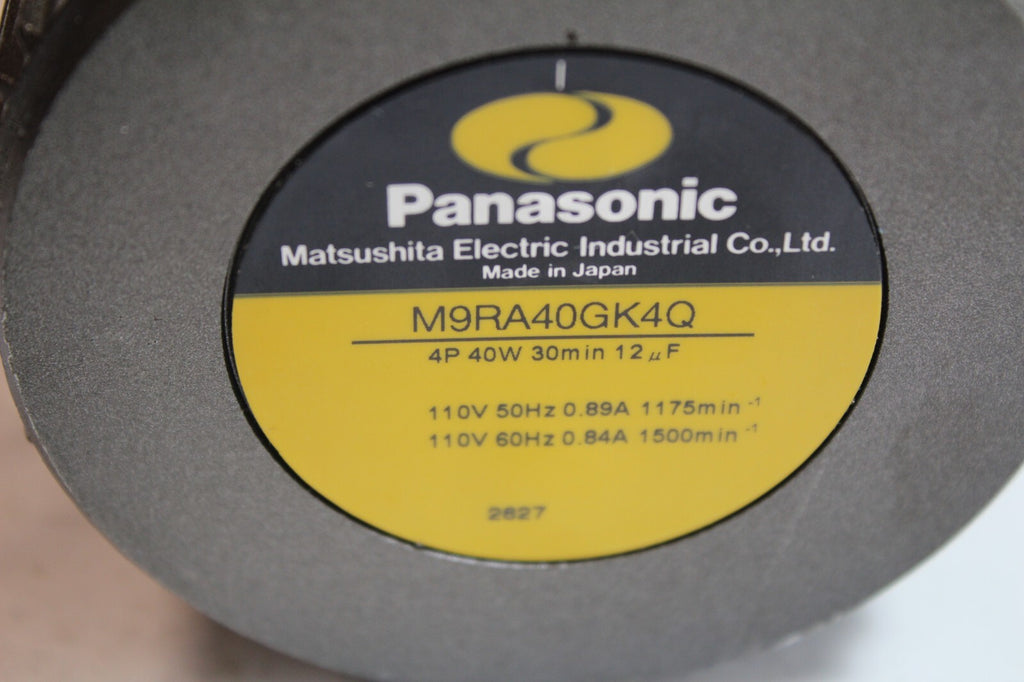 Panasonic
Matsushita Electric Industrial Co.,Ltd.
Made in Japan
M9RA40GK4Q
4P 40W 30min 12μF
110V 50Hz 0.89A 1175min⁻¹
110V 60Hz 0.84A 1500min⁻¹
2627